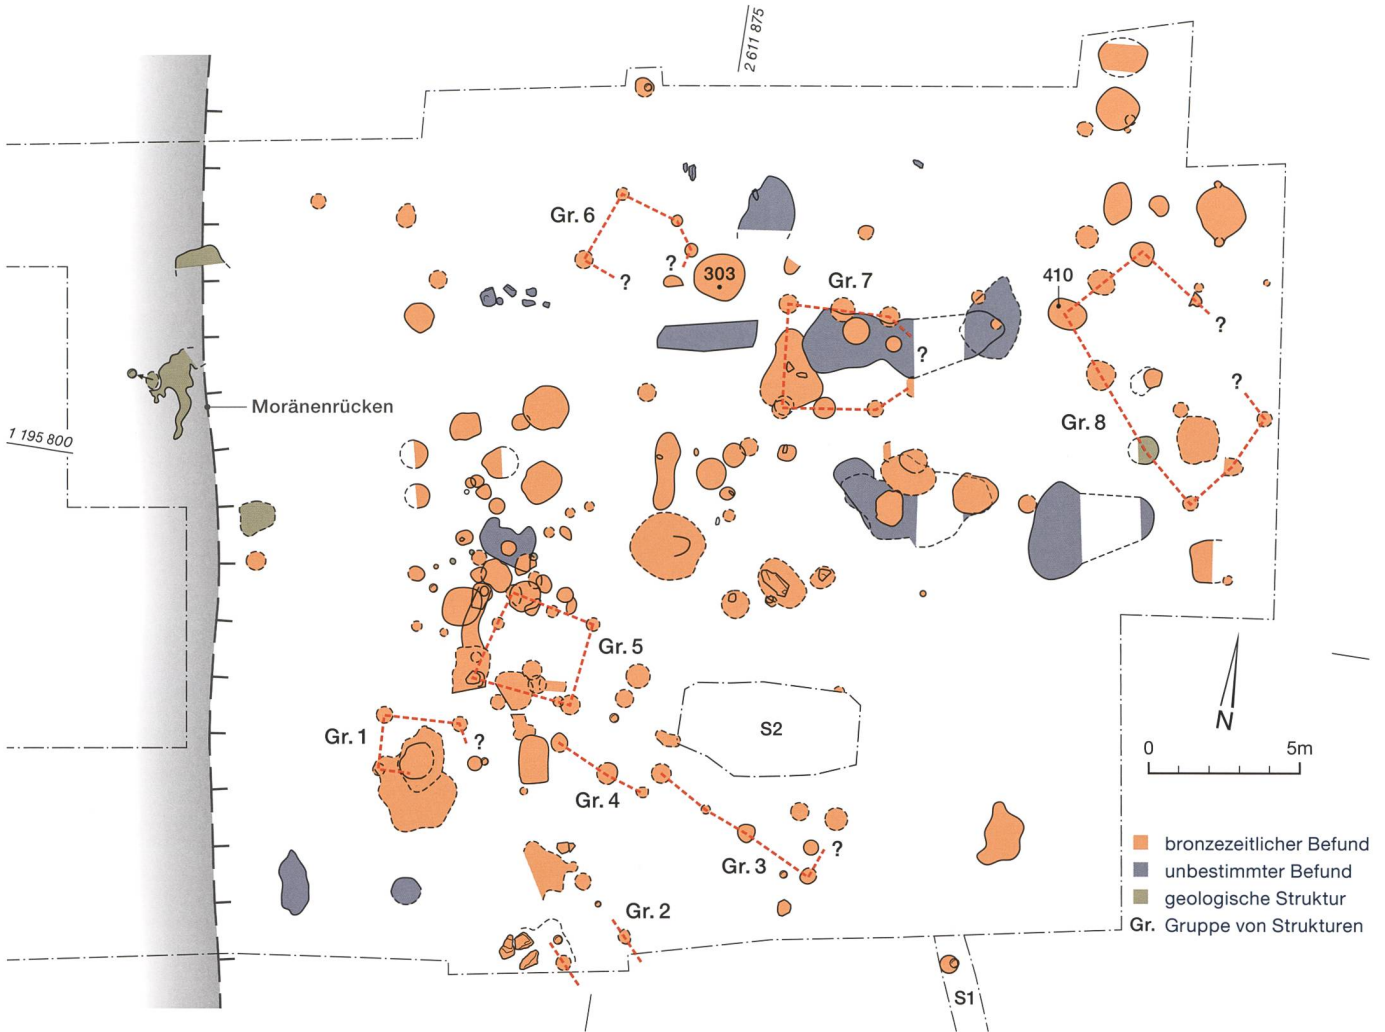 2 611 875
Gr. 6
?
?
303
Gr. 7
410
?
?
1 195 800
Moränenrücken
?
Gr. 8
Gr. 5
N
Gr. 1
?
S2
0 5m
Gr. 4
Gr. 3
?
bronzezeitlicher Befund
unbestimmter Befund
geologische Struktur
Gr. Gruppe von Strukturen
Gr. 2
S1